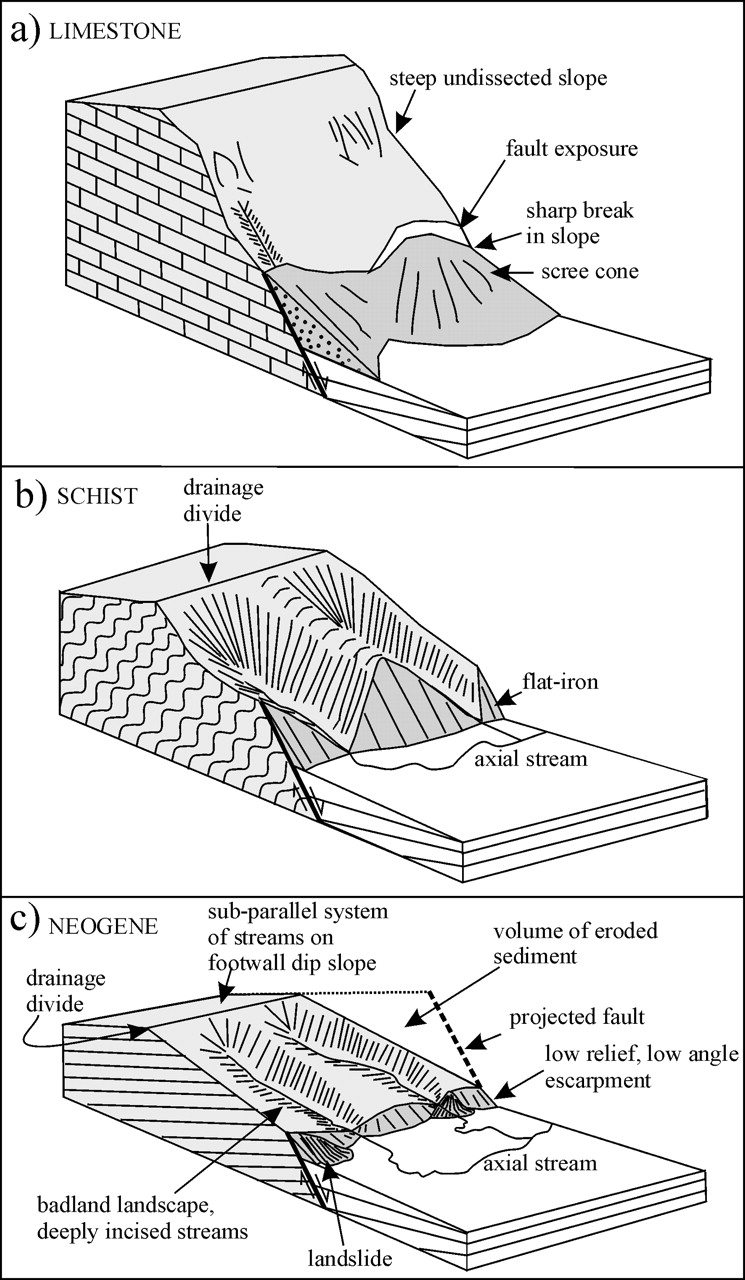 a) LIMESTONE
steep undissected slope
fault exposure
sharp break
in slope
scree cone
b) SCHIST
drainage
divide
flat-iron
axial stream
c) NEOGENE
sub-parallel system
of streams on
footwall dip slope
volume of eroded
sediment
drainage
divide
projected fault
low relief, low angle
escarpment
axial stream
badland landscape,
deeply incised streams
landslide